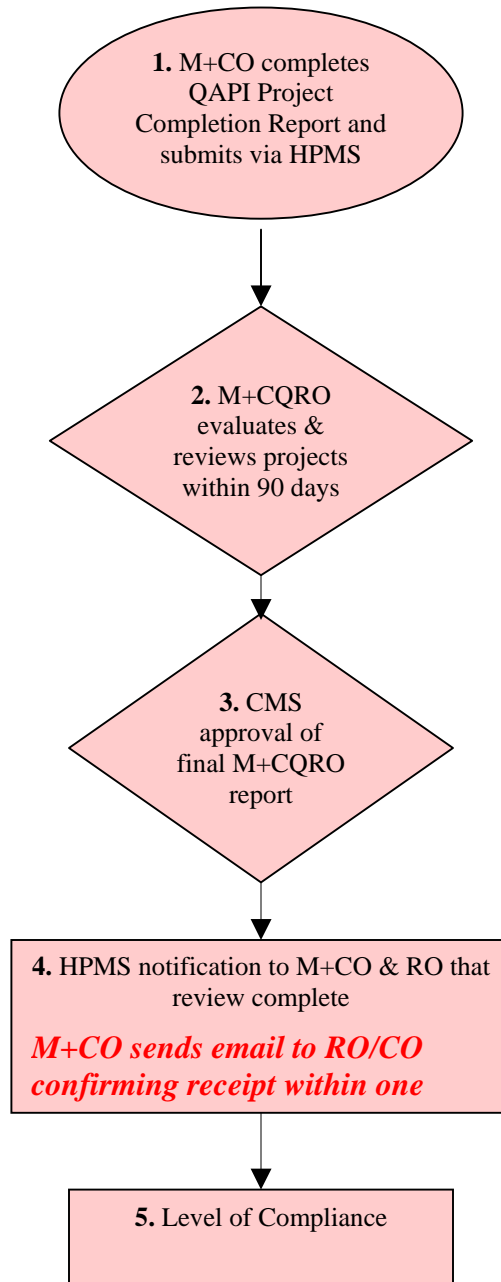 1. M+CO completes
QAPI Project
Completion Report and
submits via HPMS
2. M+CQRO
evaluates &
reviews projects
within 90 days
3. CMS
approval of
final M+CQRO
report
4. HPMS notification to M+CO & RO that
review complete
M+CO sends email to RO/CO
confirming receipt within one
5. Level of Compliance